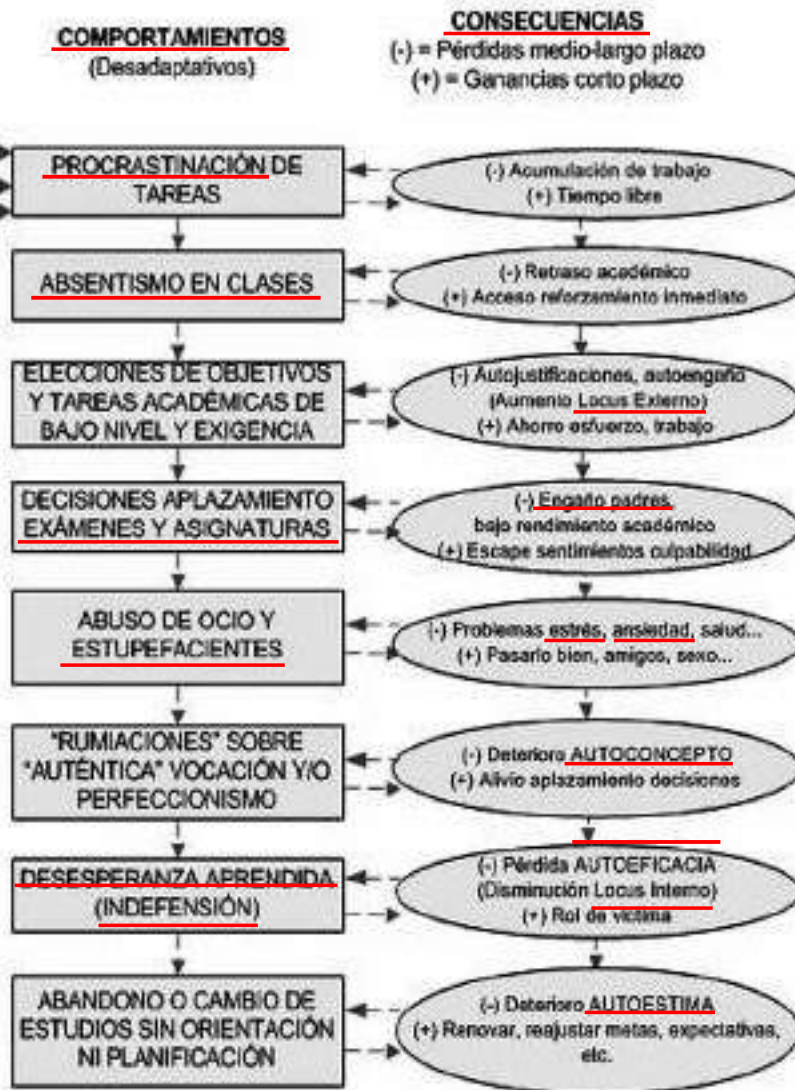 COMPORTAMIENTOS
(Desadaptativos)
CONSECUENCIAS
(-) = Pérdidas medio-largo plazo
(+) = Ganancias corto plazo
PROCRASTINACIÓN DE
TAREAS
(-) Acumulación de trabajo
(+) Tiempo libre
ABSENTISMO EN CLASES
(-) Retraso académico
(+) Acceso reforzamiento inmediato
ELECCIONES DE OBJETIVOS
Y TAREAS ACADÉMICAS DE
BAJO NIVEL Y EXIGENCIA
(-) Autojustificaciones, autoengaño
(Aumento Locus Externo)
(+) Ahorro esfuerzo, trabajo
DECISIONES APLAZAMIENTO
EXÁMENES Y ASIGNATURAS
(-) Engaño padres,
bajo rendimiento académico
(+) Escape sentimientos culpabilidad
ABUSO DE OCIO Y
ESTUPEFACIENTES
(-) Problemas estrés, ansiedad, salud...
(+) Pasarlo bien, amigos, sexo...
"RUMIACIONES" SOBRE
"AUTÉNTICA" VOCACIÓN Y/O
PERFECCIONISMO
(-) Deterioro AUTOCONCEPTO
(+) Alivio aplazamiento decisiones
DESESPERANZA APRENDIDA
(INDEFENSIÓN)
(-) Pérdida AUTOEFICACIA
(Disminución Locus Interno)
(+) Rol de víctima
ABANDONO O CAMBIO DE
ESTUDIOS SIN ORIENTACIÓN
NI PLANIFICACIÓN
(-) Deterioro AUTOESTIMA
(+) Renovar, reajustar metas, expectativas,
etc.